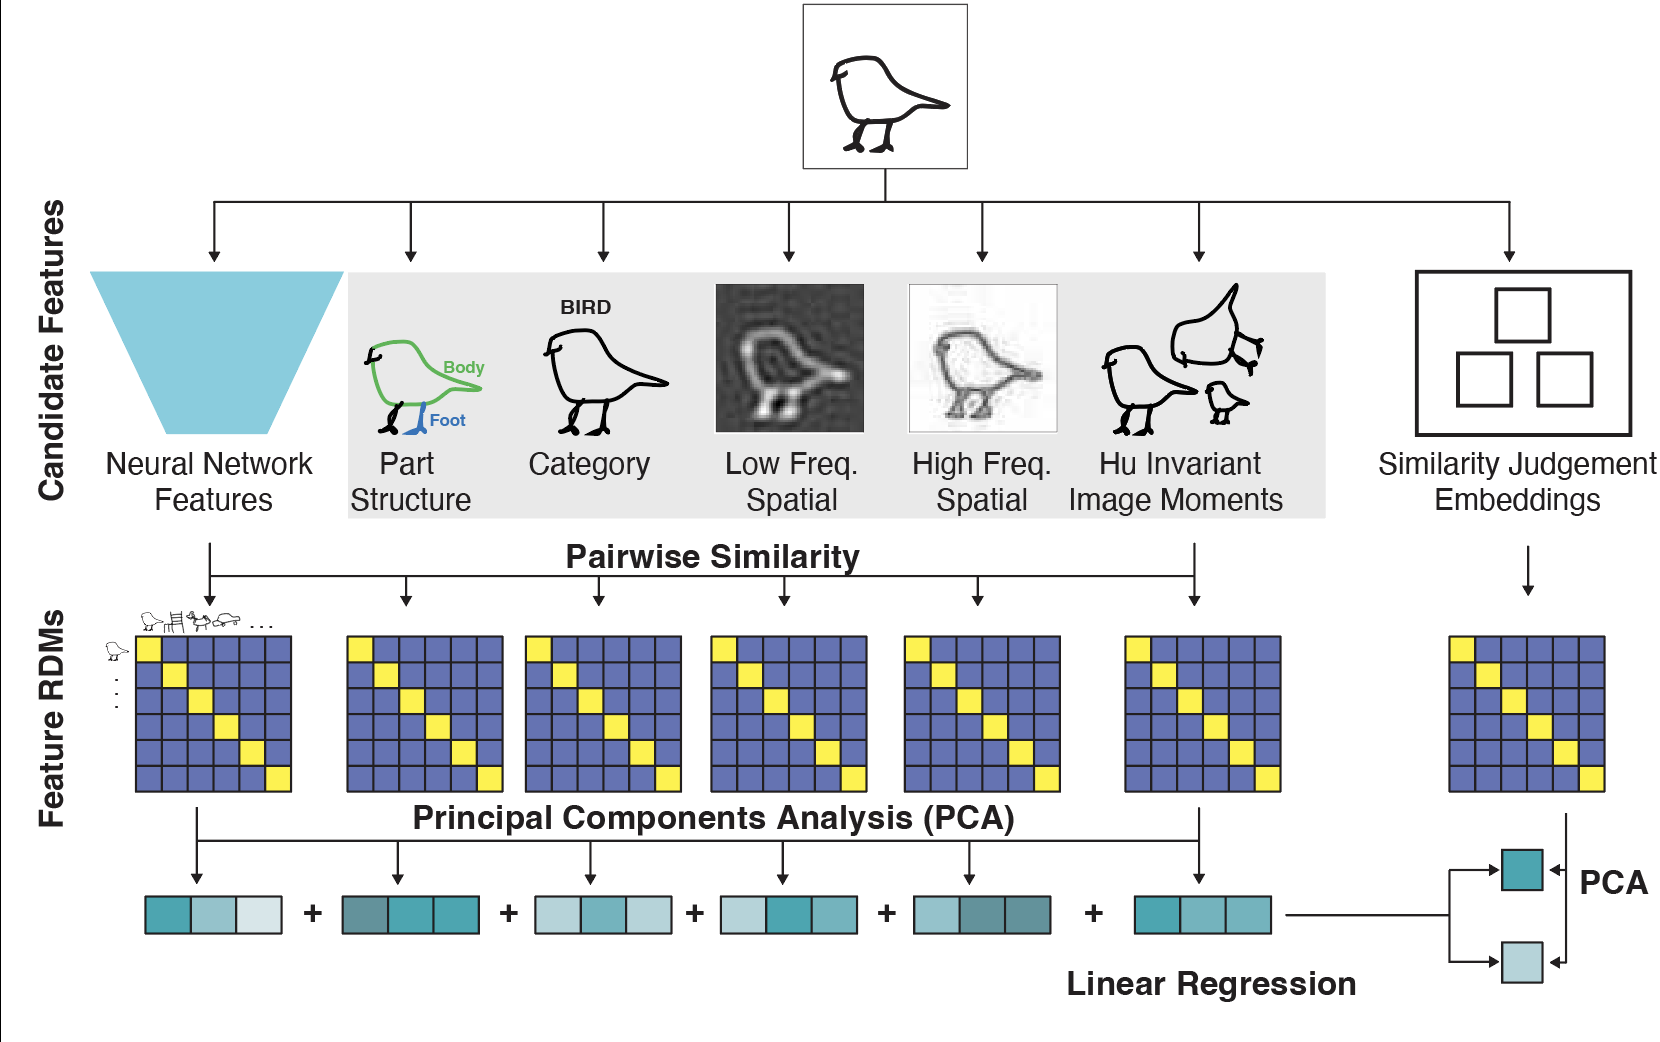 Candidate Features
BIRD
Body
Foot
Neural Network
Features
Part
Structure
Category
Low Freq.
Spatial
High Freq.
Spatial
Hu Invariant
Image Moments
Similarity Judgement
Embeddings
Pairwise Similarity
Feature RDMs
. . .
Principal Components Analysis (PCA)
PCA
+ + + + +
Linear Regression